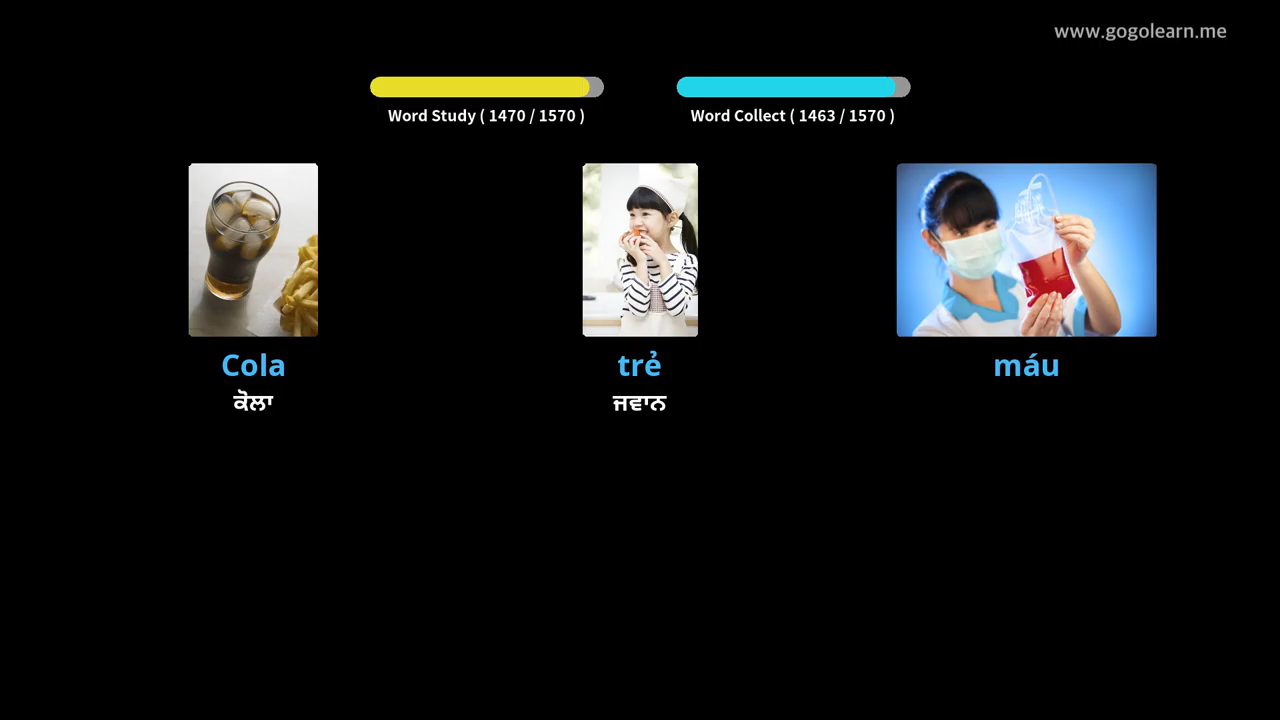 www.gogolearn.me
Word Study ( 1470 / 1570 )
Word Collect ( 1463 / 1570 )
Cola
trẻ
máu
ਕੋਲਾ
ਜਵਾਨ